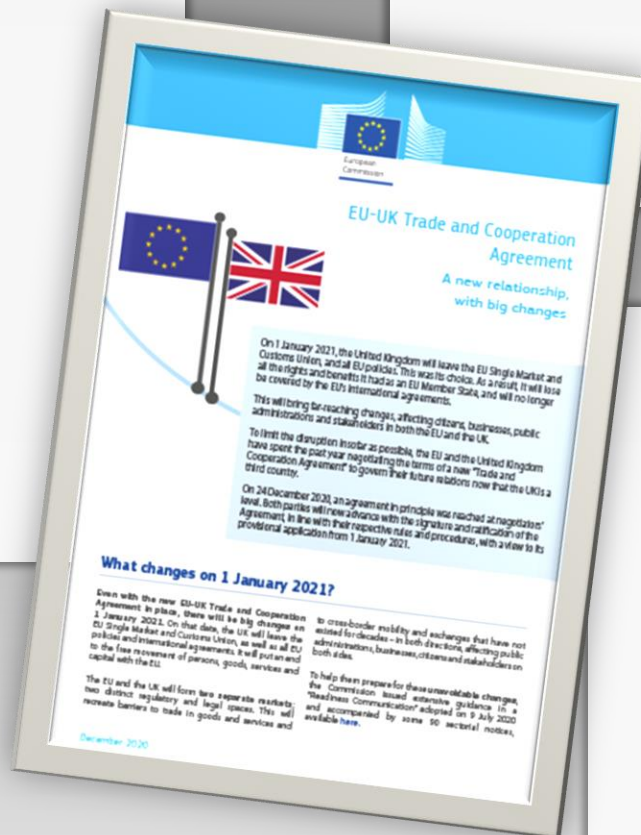 European
Commission
EU-UK Trade and Cooperation
Agreement
A new relationship,
with big changes
On 1 January 2021, the United Kingdom will leave the EU Single Market and
Customs Union, and all EU policies. This was its choice. As a result, it will lose
all the rights and benefits it had as an EU Member State, and will no longer
be covered by the EU's international agreements.
This will bring far-reaching changes, affecting citizens, businesses, public
administrations and stakeholders in both the EU and the UK.
To limit the disruption insofar as possible, the EU and the United Kingdom
have spent the past year negotiating the terms of a new "Trade and
Cooperation Agreement" to govern their future relations now that the UK is a
third country.
On 24 December 2020, an agreement in principle was reached at negotiators'
level. Both parties will now advance with the signature and ratification of the
Agreement, in line with their respective rules and procedures, with a view to its
provisional application from 1 January 2021.
What changes on 1 January 2021?
Even with the new EU-UK Trade and Cooperation
Agreement in place, there will be big changes on
1 January 2021. On that date, the UK will leave the
EU Single Market and Customs Union, as well as all EU
policies and international agreements. It will put an end
to the free movement of persons, goods, services and
capital with the EU.
The EU and the UK will form two separate markets;
two distinct regulatory and legal spaces. This will
recreate barriers to trade in goods and services and
to cross-border mobility and exchanges that have not
existed for decades – in both directions, affecting public
administrations, businesses, citizens and stakeholders on
both sides.
To help them prepare for these unavoidable changes,
the Commission issued extensive guidance in a
"Readiness Communication" adopted on 9 July 2020
and accompanied by some 90 sectorial notices,
available here.
December 2020